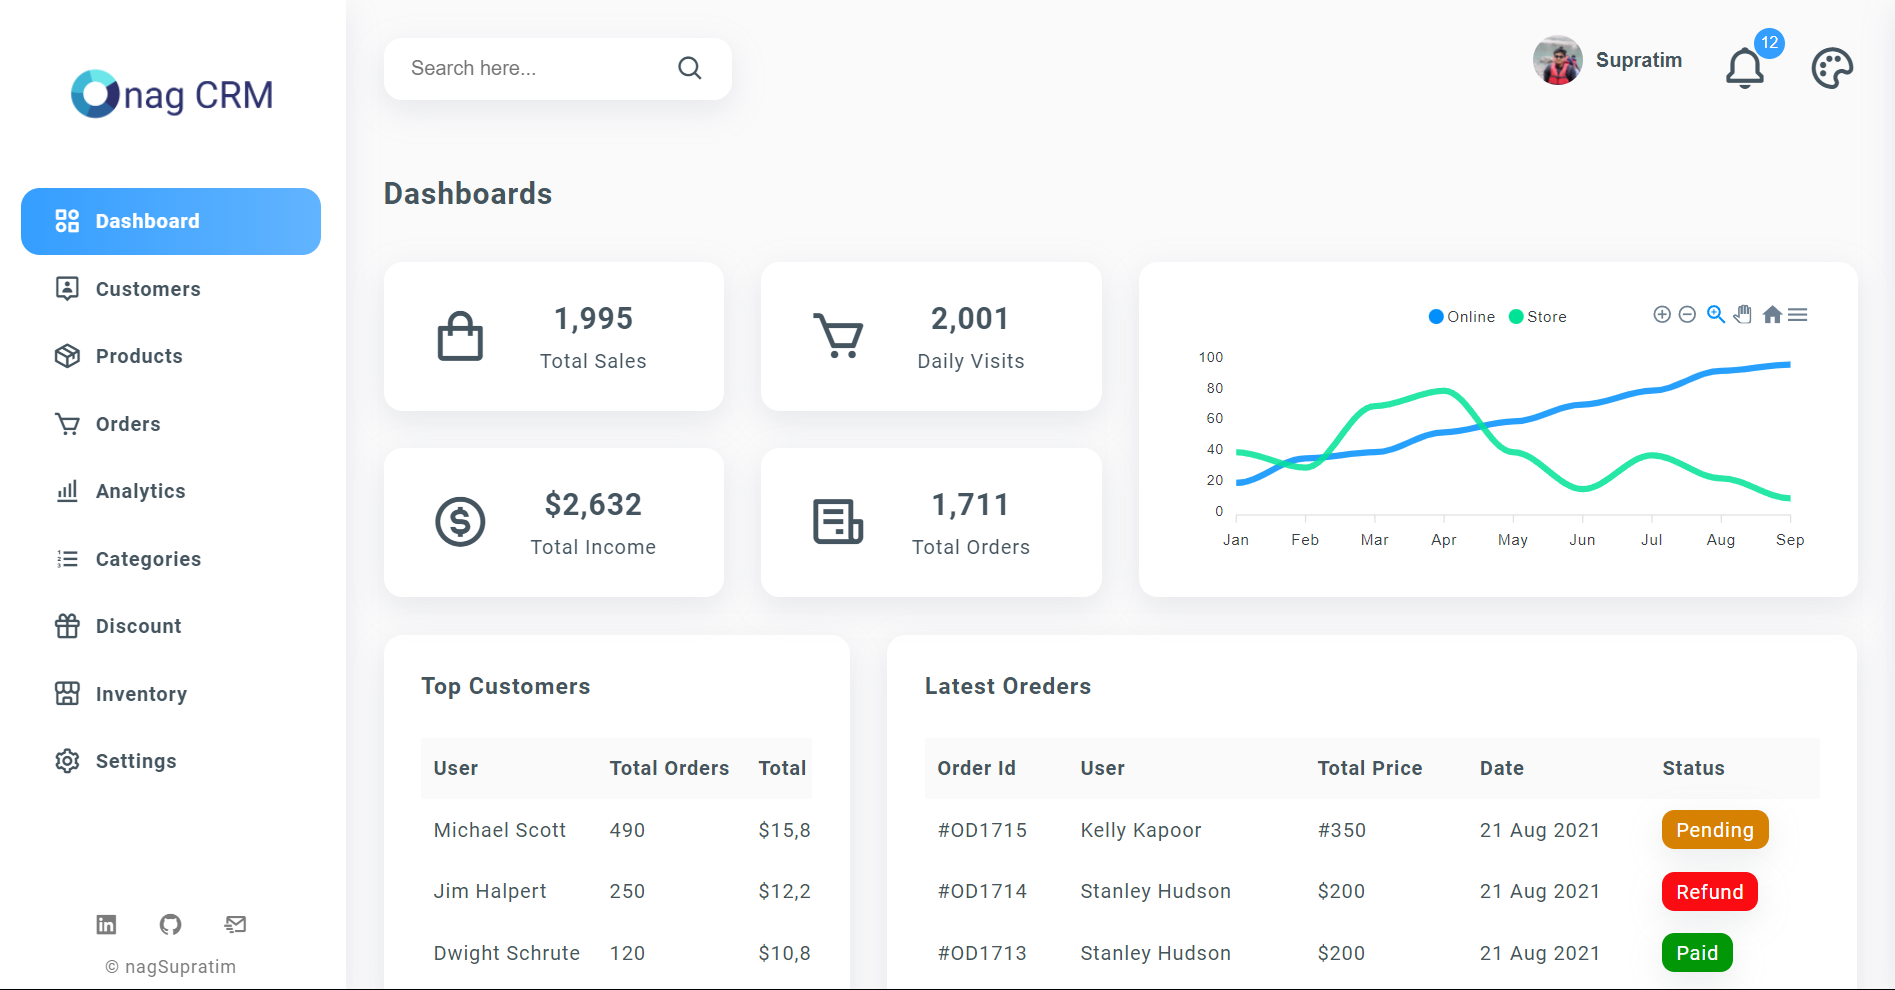 nag CRM
Dashboard
Customers
Products
Orders
Analytics
Categories
Discount
Inventory
Settings
© nagSupratim
Search here...
Supratim
12
Dashboards
1,995
Total Sales
2,001
Daily Visits
$2,632
Total Income
1,711
Total Orders
Online Store
100
80
60
40
20
0
Jan Feb Mar Apr May Jun Jul Aug Sep
Top Customers
User Total Orders Total
Michael Scott 490 $15,8
Jim Halpert 250 $12,2
Dwight Schrute 120 $10,8
Latest Oreders
Order Id User Total Price Date Status
#OD1715 Kelly Kapoor #350 21 Aug 2021 Pending
#OD1714 Stanley Hudson $200 21 Aug 2021 Refund
#OD1713 Stanley Hudson $200 21 Aug 2021 Paid